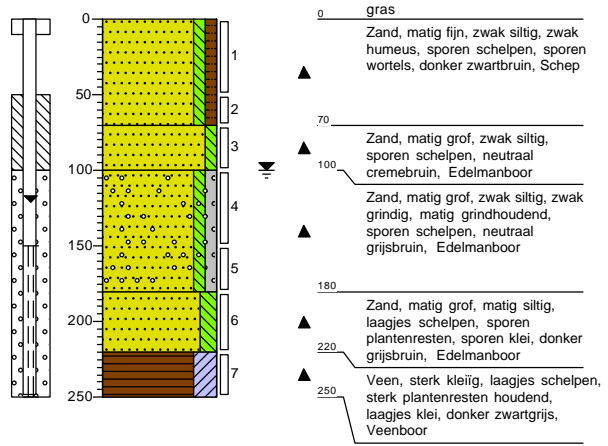 0
50
100
150
200
250
1
2
3
4
5
6
7
0 gras
Zand, matig fijn, zwak siltig, zwak
humeus, sporen schelpen, sporen
wortels, donker zwartbruin, Schep
70
Zand, matig grof, zwak siltig,
sporen schelpen, neutraal
cremebruin, Edelmanboor
100
Zand, matig grof, zwak siltig, zwak
grindig, matig grindhoudend,
sporen schelpen, neutraal
grijsbruin, Edelmanboor
180
Zand, matig grof, matig siltig,
laagjes schelpen, sporen
plantenresten, sporen klei, donker
grijsbruin, Edelmanboor
220
Veen, sterk kleiïg, laagjes schelpen,
sterk plantenresten houdend,
laagjes klei, donker zwartgrijs,
Veenboor
250